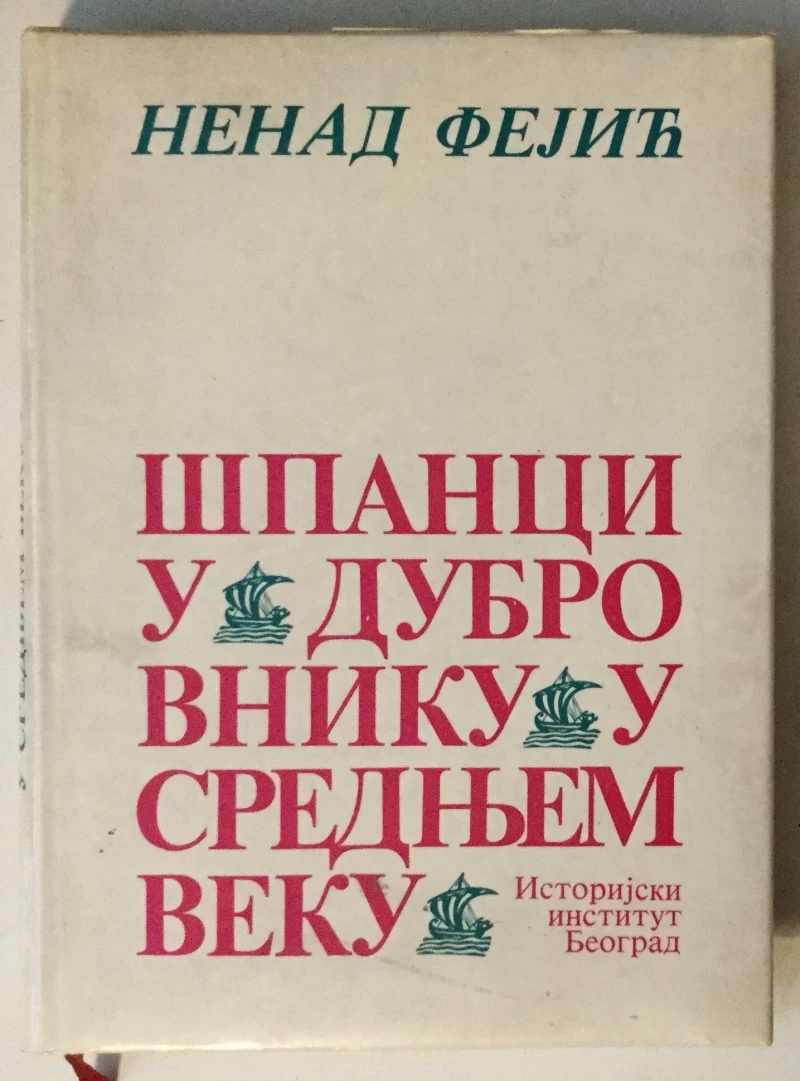 НЕНАД ФЕЈИЋ
ШПАНЦИ
У ДУБРО
ВНИКУ У
СРЕДЊЕМ
ВЕКУ
Историјски
институт
Београд